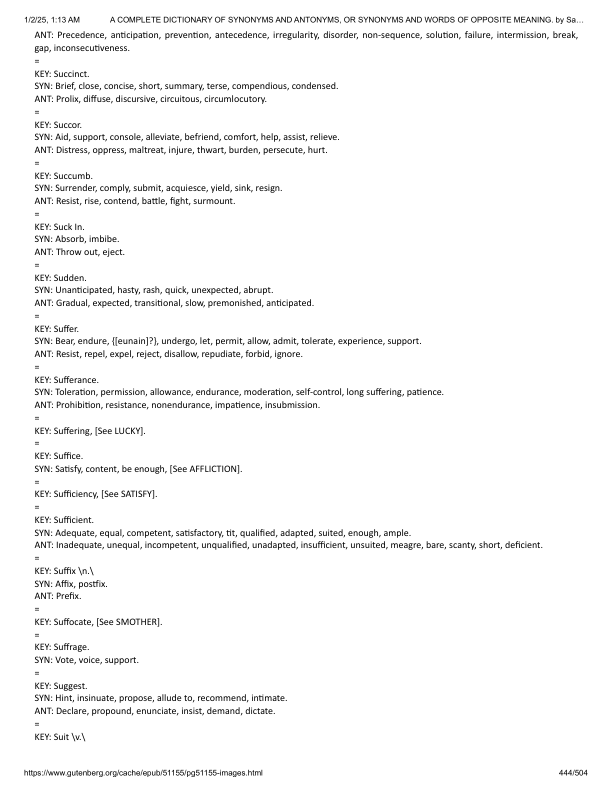 1/2/25, 1:13 AM A COMPLETE DICTIONARY OF SYNONYMS AND ANTONYMS, OR SYNONYMS AND WORDS OF OPPOSITE MEANING. by Sa…
ANT: Precedence, anticipation, prevention, antecedence, irregularity, disorder, non-sequence, solution, failure, intermission, break,
gap, inconsecutiveness.
=
KEY: Succinct.
SYN: Brief, close, concise, short, summary, terse, compendious, condensed.
ANT: Prolix, diffuse, discursive, circuitous, circumlocutory.
=
KEY: Succor.
SYN: Aid, support, console, alleviate, befriend, comfort, help, assist, relieve.
ANT: Distress, oppress, maltreat, injure, thwart, burden, persecute, hurt.
=
KEY: Succumb.
SYN: Surrender, comply, submit, acquiesce, yield, sink, resign.
ANT: Resist, rise, contend, battle, fight, surmount.
=
KEY: Suck In.
SYN: Absorb, imbibe.
ANT: Throw out, eject.
=
KEY: Sudden.
SYN: Unanticipated, hasty, rash, quick, unexpected, abrupt.
ANT: Gradual, expected, transitional, slow, premonished, anticipated.
=
KEY: Suffer.
SYN: Bear, endure, {[eunain]?}, undergo, let, permit, allow, admit, tolerate, experience, support.
ANT: Resist, repel, expel, reject, disallow, repudiate, forbid, ignore.
=
KEY: Sufferance.
SYN: Toleration, permission, allowance, endurance, moderation, self-control, long suffering, patience.
ANT: Prohibition, resistance, nonendurance, impatience, insubmission.
=
KEY: Suffering, [See LUCKY].
=
KEY: Suffice.
SYN: Satisfy, content, be enough, [See AFFLICTION].
=
KEY: Sufficiency, [See SATISFY].
=
KEY: Sufficient.
SYN: Adequate, equal, competent, satisfactory, tit, qualified, adapted, suited, enough, ample.
ANT: Inadequate, unequal, incompetent, unqualified, unadapted, insufficient, unsuited, meagre, bare, scanty, short, deficient.
=
KEY: Suffix \n.\
SYN: Affix, postfix.
ANT: Prefix.
=
KEY: Suffocate, [See SMOTHER].
=
KEY: Suffrage.
SYN: Vote, voice, support.
=
KEY: Suggest.
SYN: Hint, insinuate, propose, allude to, recommend, intimate.
ANT: Declare, propound, enunciate, insist, demand, dictate.
=
KEY: Suit \v.\
https://www.gutenberg.org/cache/epub/51155/pg51155-images.html 444/504